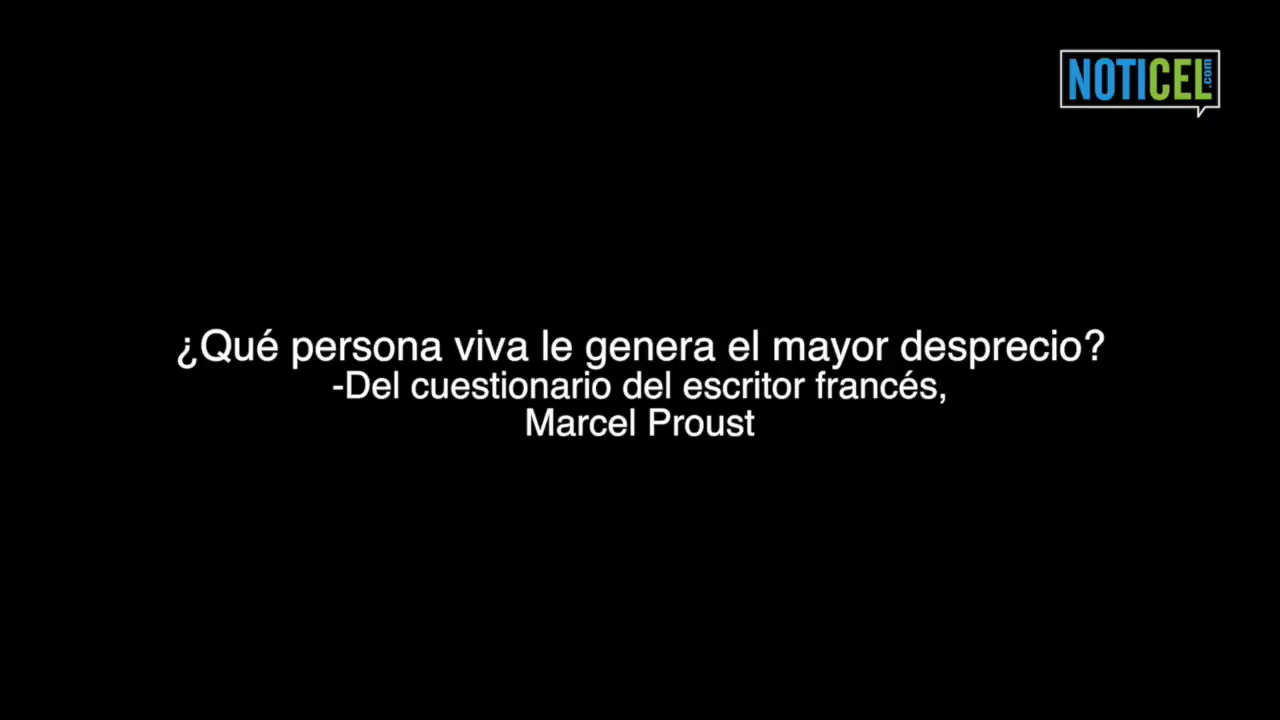 NOTICEL.com
¿Qué persona viva le genera el mayor desprecio?
-Del cuestionario del escritor francés,
Marcel Proust